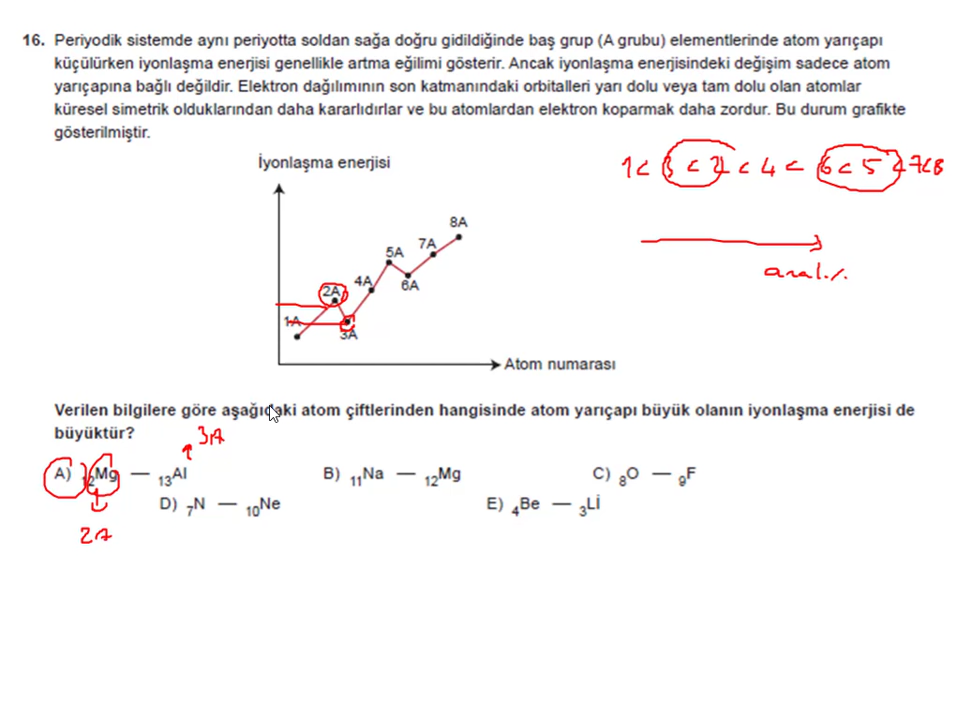 16. Periyodik sistemde aynı periyotta soldan sağa doğru gidildiğinde baş grup (A grubu) elementlerinde atom yarıçapı
küçülürken iyonlaşma enerjisi genellikle artma eğilimi gösterir. Ancak iyonlaşma enerjisindeki değişim sadece atom
yarıçapına bağlı değildir. Elektron dağılımının son katmanındaki orbitalleri yarı dolu veya tam dolu olan atomlar
küresel simetrik olduklarından daha kararlıdırlar ve bu atomlardan elektron koparmak daha zordur. Bu durum grafikte
gösterilmiştir.
İyonlaşma enerjisi
1 < 3 < 2 < 4 < 6 < 5 < 7 < 8
8A
7A
5A
4A
6A
2A
1A
3A
Atom numarası
Verilen bilgilere göre aşağıdaki atom çiftlerinden hangisinde atom yarıçapı büyük olanın iyonlaşma enerjisi de
büyüktür?
3A
A) 12Mg — 13Al B) 11Na — 12Mg C) 8O — 9F
D) 7N — 10Ne E) 4Be — 3Lİ
2A